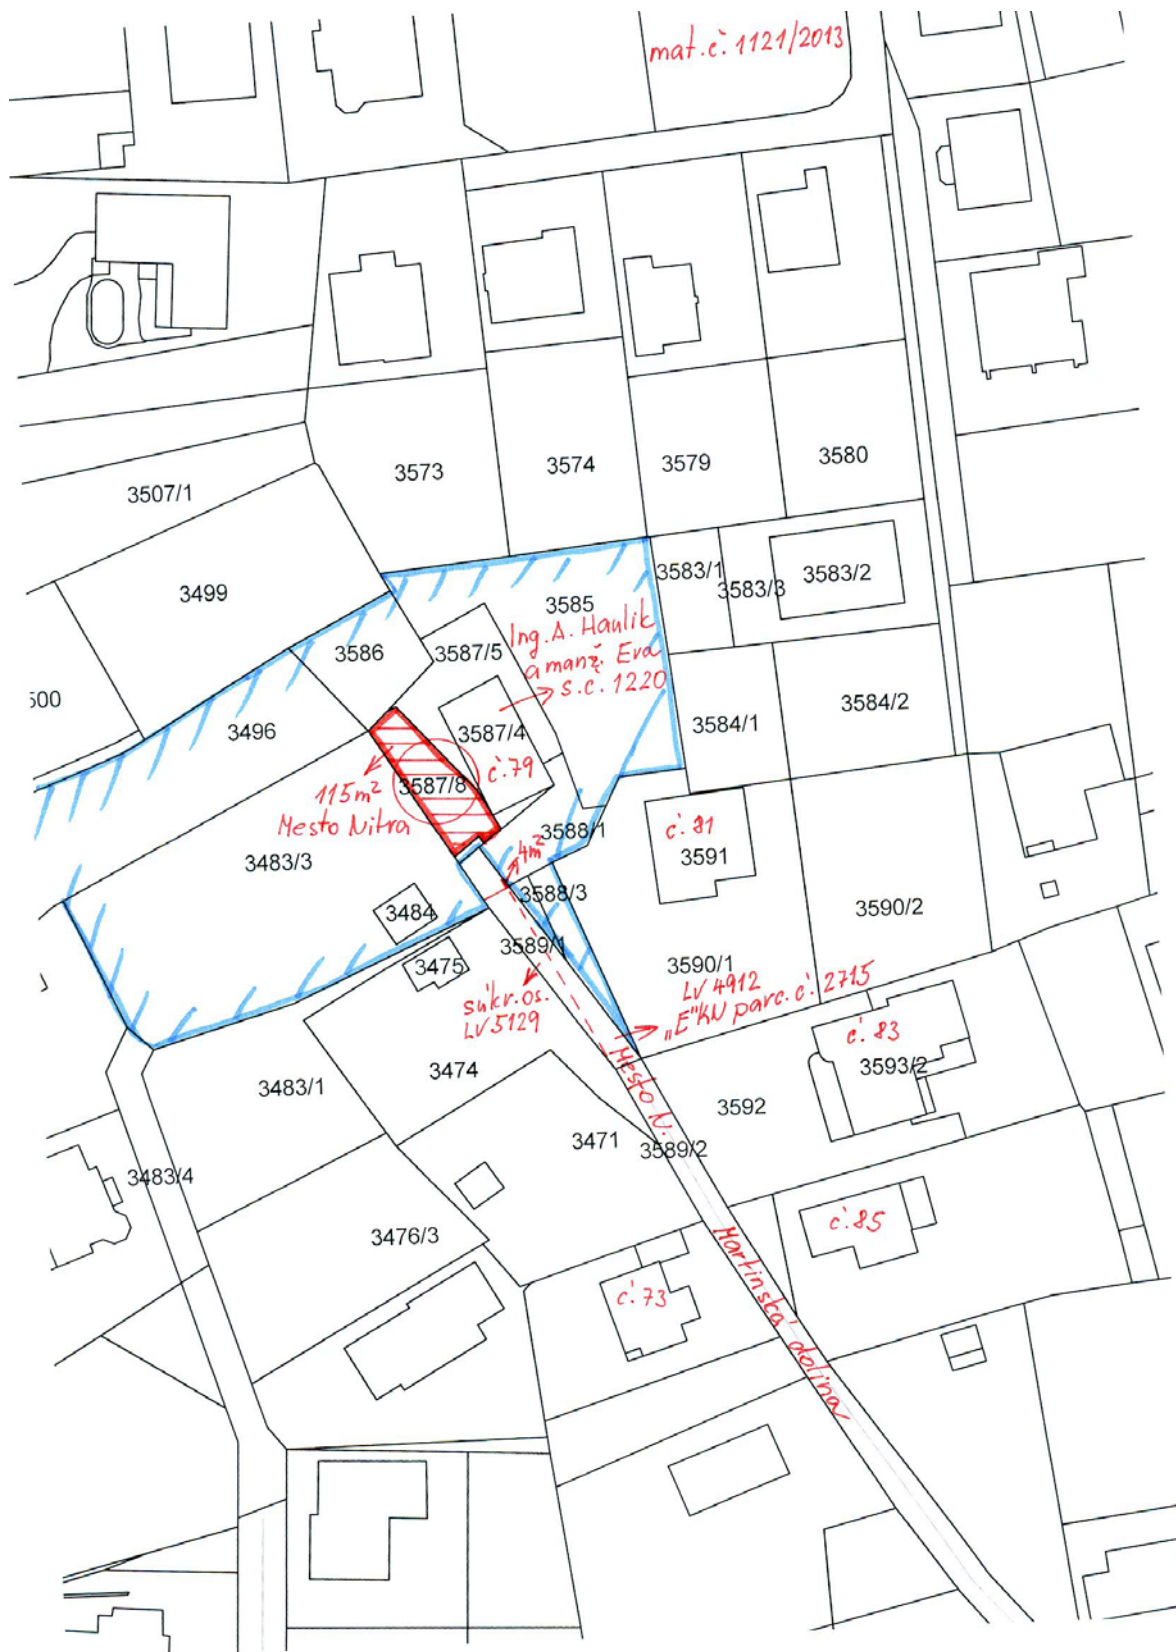 mat.č. 1121/2013
3573
3574
3579
3580
3507/1
3499
3585
3583/1
3583/3
3583/2
Ing. A. Haulik
a manž. Eva
s.č. 1220
3586
3587/5
500
3496
3587/4
3584/1
3584/2
č.79
3587/8
115m²
Mesto Nitra
3588/1
č.81
3591
4m²
3483/3
3588/3
3484
3590/2
3589/1
3475
3590/1
LV 4912
"E"KN parc. č. 2715
súkr. os.
LV 5129
č.83
3593/2
Mesto N.
3474
3483/1
3592
3471
3589/2
3483/4
3476/3
č.85
č.73
Martinská dolina